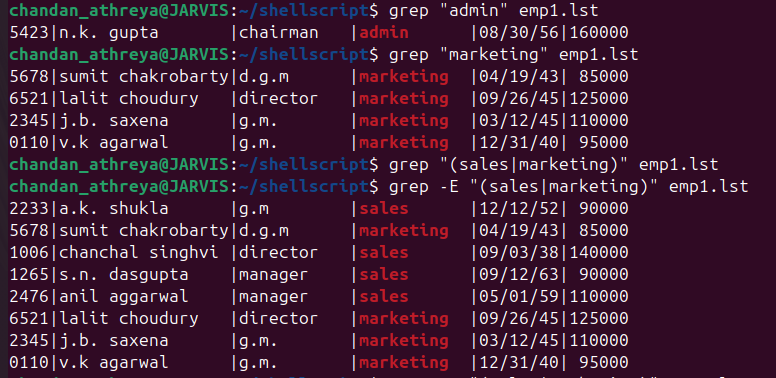 chandan_athreya@JARVIS:~/shellscript$ grep "admin" emp1.lst
5423|n.k. gupta      |chairman  |admin     |08/30/56|160000
chandan_athreya@JARVIS:~/shellscript$ grep "marketing" emp1.lst
5678|sumit chakrobarty|d.g.m     |marketing  |04/19/43| 85000
6521|lalit choudury   |director  |marketing  |09/26/45|125000
2345|j.b. saxena      |g.m.      |marketing  |03/12/45|110000
0110|v.k agarwal      |g.m.      |marketing  |12/31/40| 95000
chandan_athreya@JARVIS:~/shellscript$ grep "(sales|marketing)" emp1.lst
chandan_athreya@JARVIS:~/shellscript$ grep -E "(sales|marketing)" emp1.lst
2233|a.k. shukla      |g.m       |sales      |12/12/52| 90000
5678|sumit chakrobarty|d.g.m     |marketing  |04/19/43| 85000
1006|chanchal singhvi |director  |sales      |09/03/38|140000
1265|s.n. dasgupta    |manager   |sales      |09/12/63| 90000
2476|anil aggarwal    |manager   |sales      |05/01/59|110000
6521|lalit choudury   |director  |marketing  |09/26/45|125000
2345|j.b. saxena      |g.m.      |marketing  |03/12/45|110000
0110|v.k agarwal      |g.m.      |marketing  |12/31/40| 95000